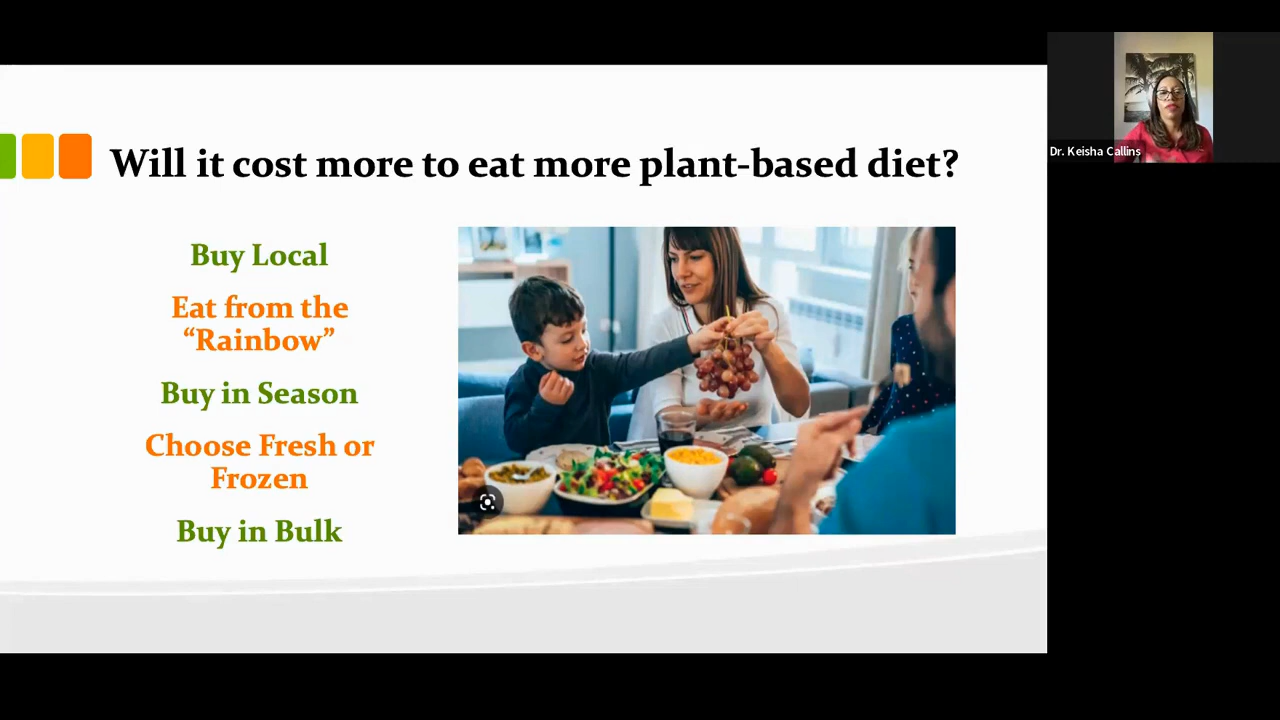 Will it cost more to eat more plant-based diet?
Buy Local
Eat from the
“Rainbow”
Buy in Season
Choose Fresh or
Frozen
Buy in Bulk
Dr. Keisha Callins